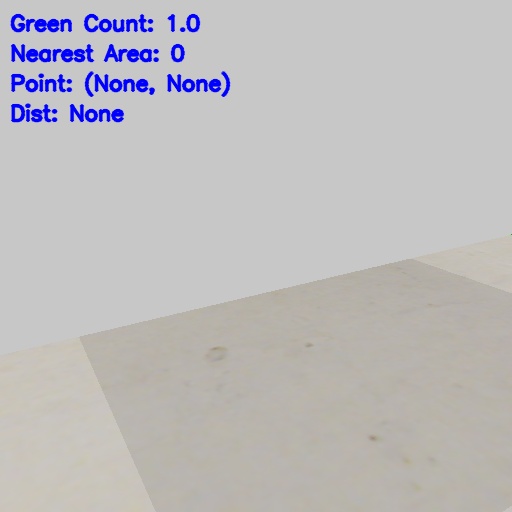 Green Count: 1.0
Nearest Area: 0
Point: (None, None)
Dist: None